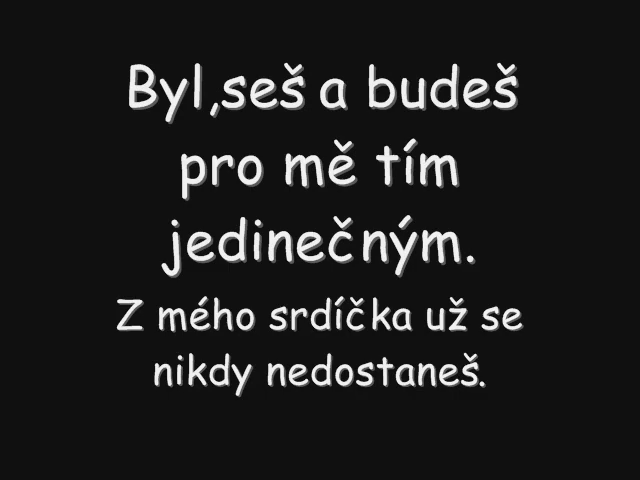 Byl,seš a budeš
pro mě tím
jedinečným.
Z mého srdíčka už se
nikdy nedostaneš.